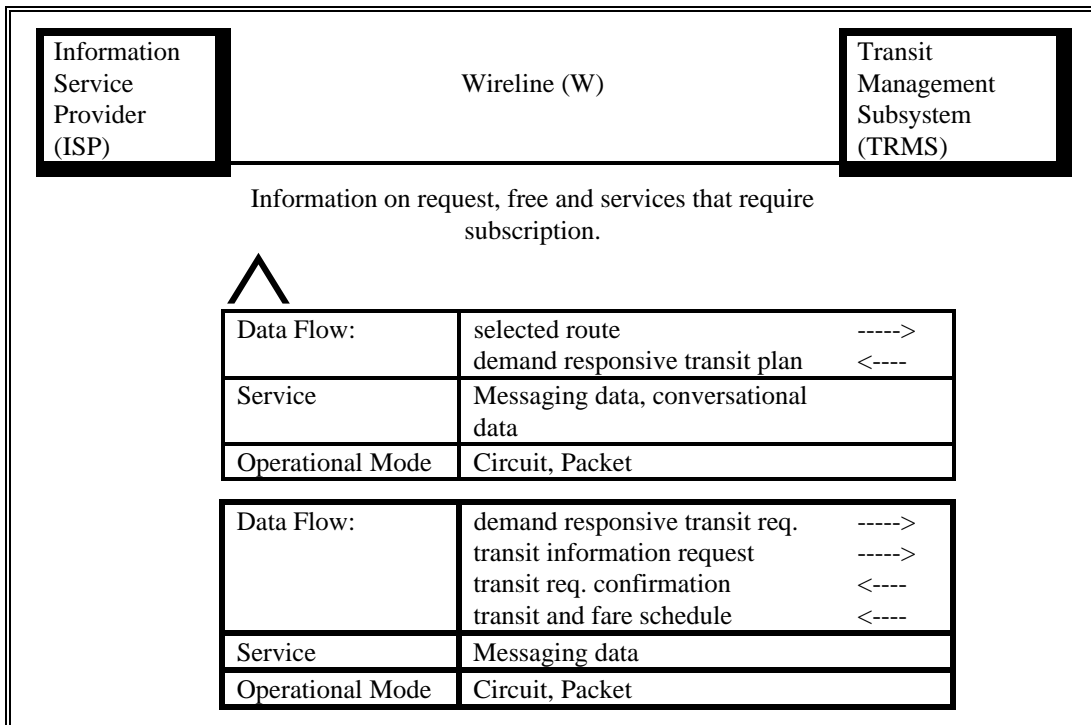 Information
Service
Provider
(ISP)
Wireline (W)
Transit
Management
Subsystem
(TRMS)
Information on request, free and services that require
subscription.
Data Flow: selected route ----->
demand responsive transit plan <----
Service Messaging data, conversational
data
Operational Mode Circuit, Packet
Data Flow: demand responsive transit req. ----->
transit information request ----->
transit req. confirmation <----
transit and fare schedule <----
Service Messaging data
Operational Mode Circuit, Packet